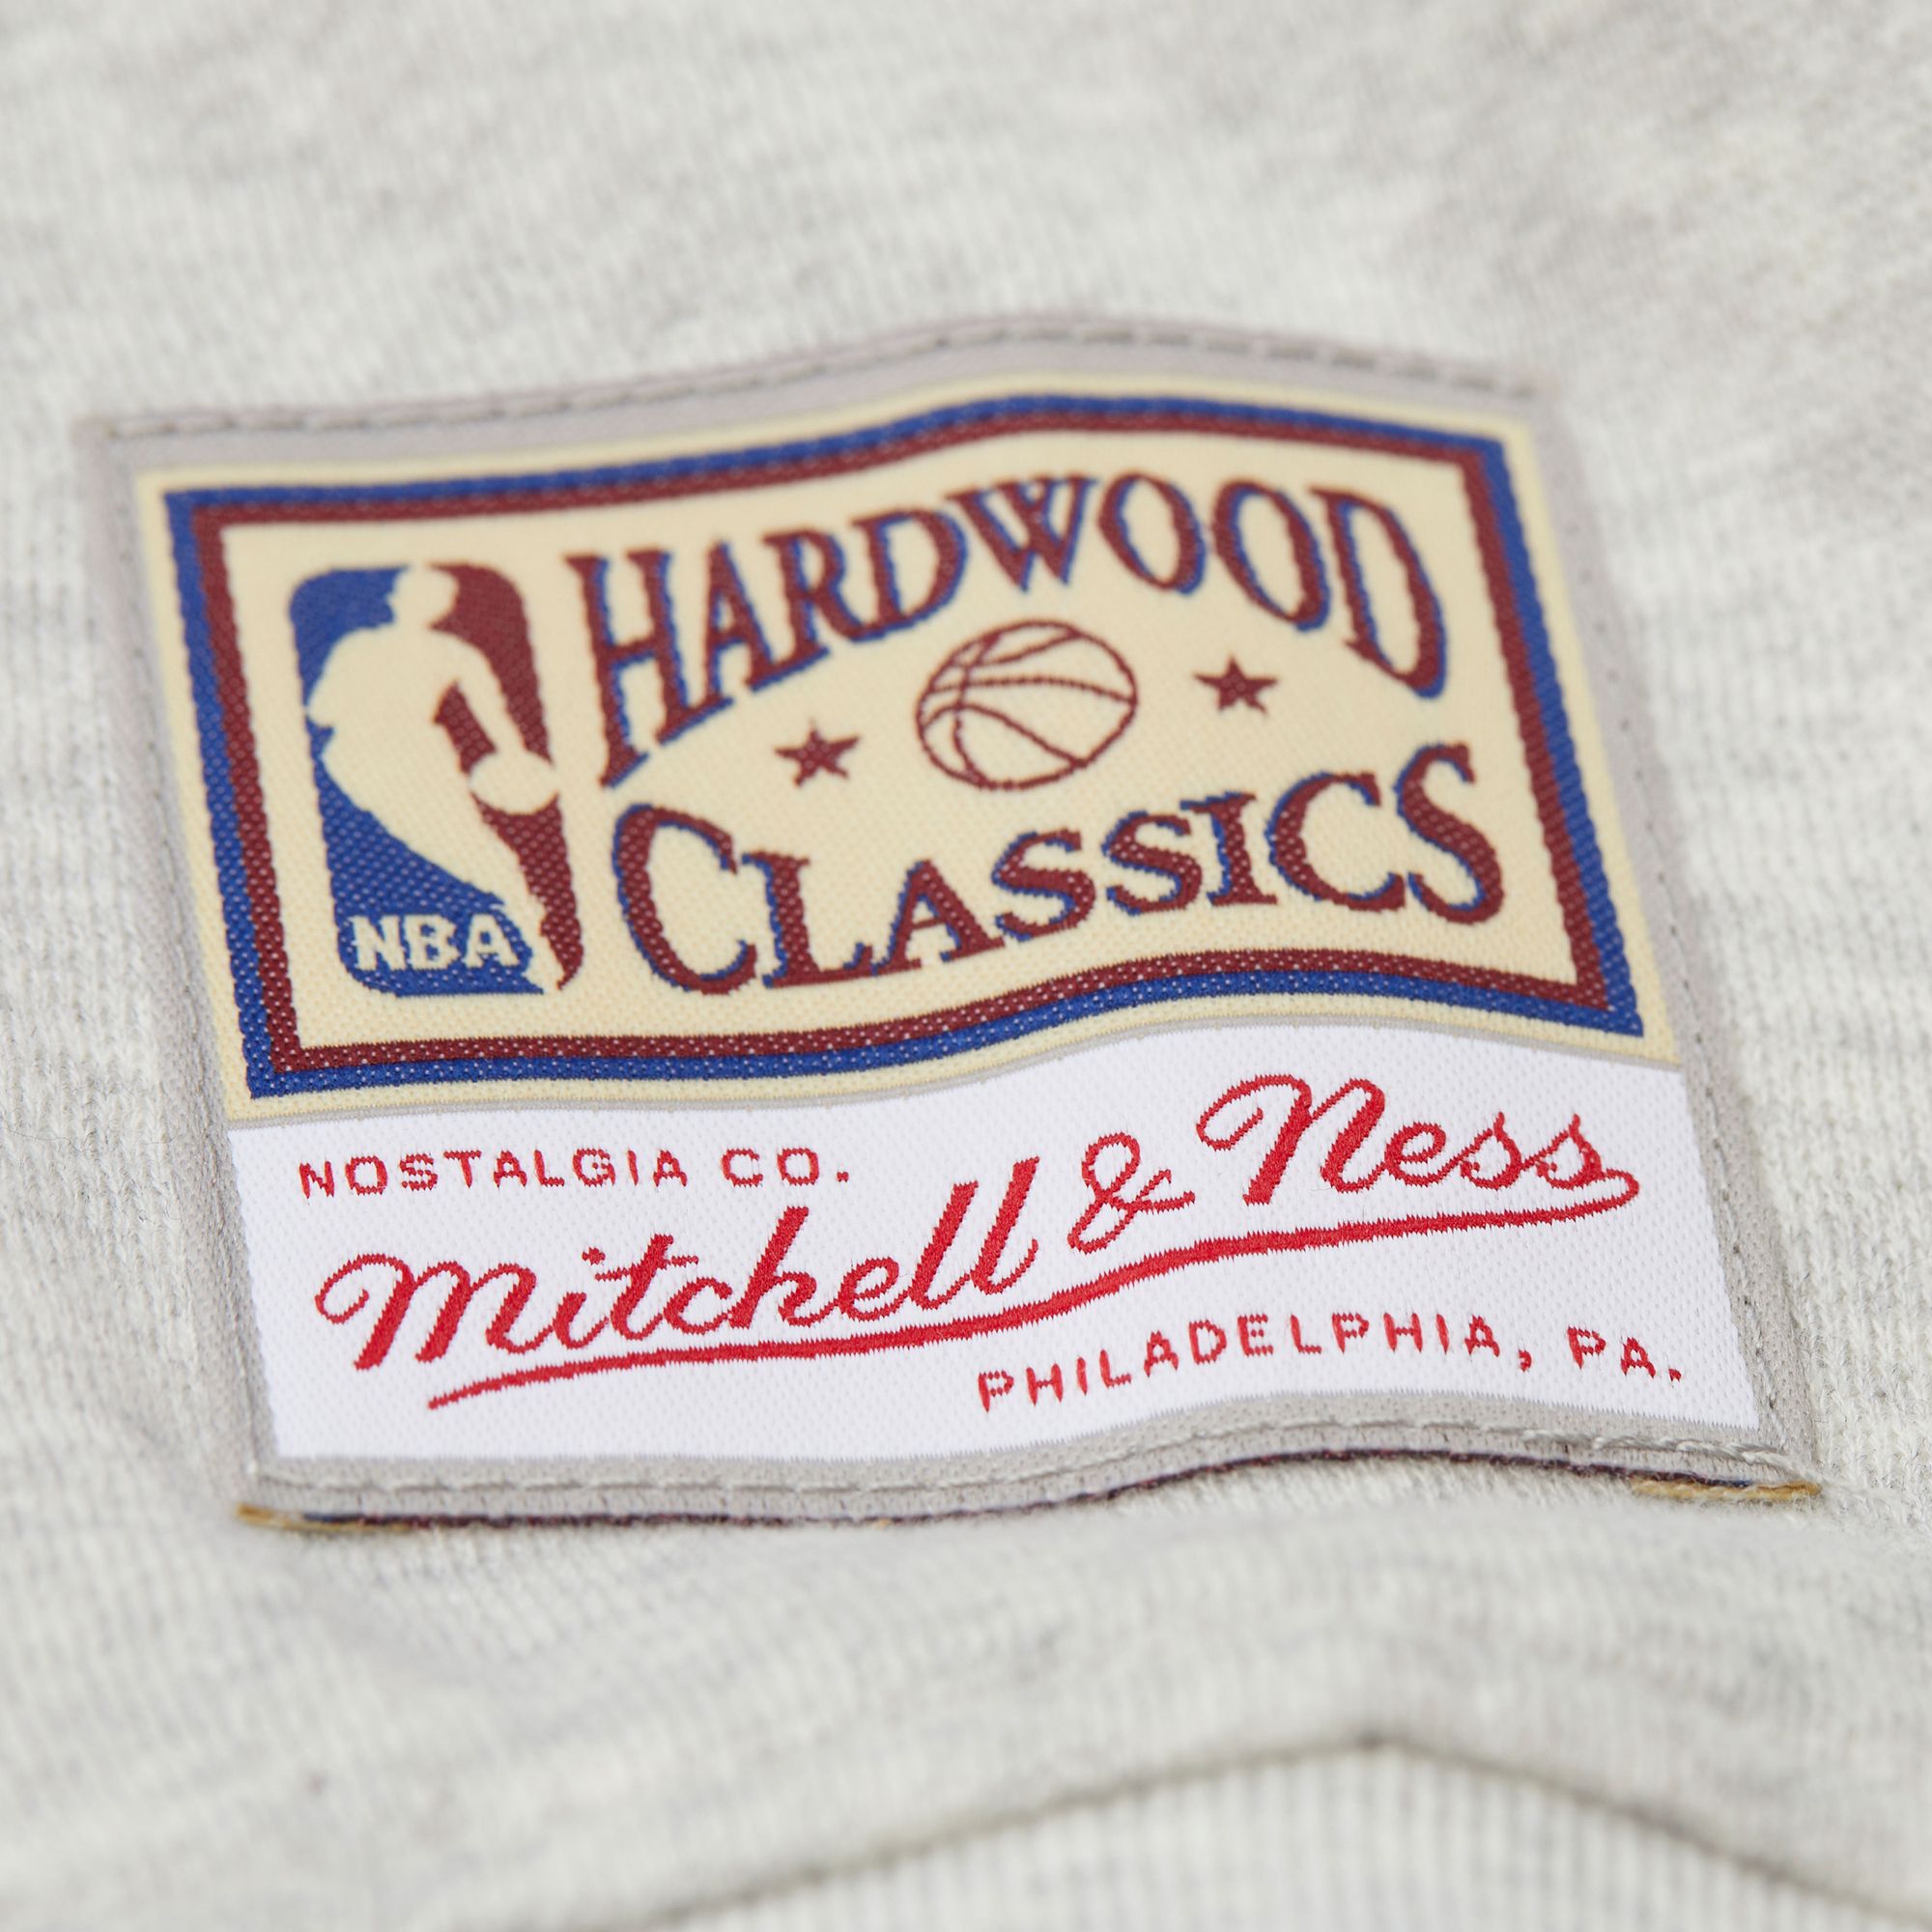 HARDWOOD
CLASSICS
NBA
NOSTALGIA CO.
Mitchell & Ness
PHILADELPHIA, PA.